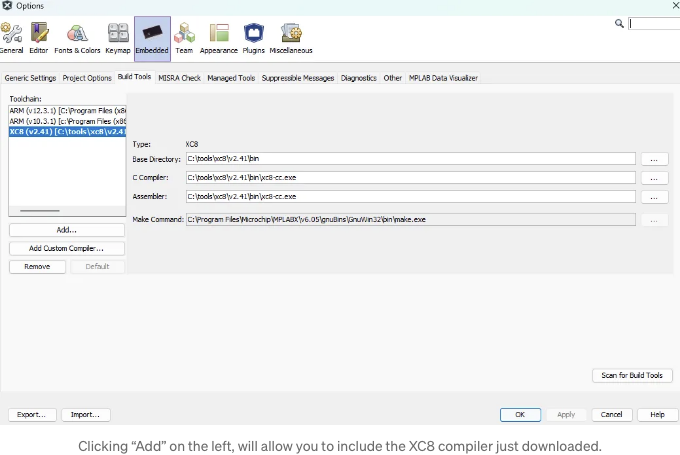 Options
General Editor Fonts & Colors Keymap Embedded Team Appearance Plugins Miscellaneous
Generic Settings Project Options Build Tools MISRA Check Managed Tools Suppressible Messages Diagnostics Other MPLAB Data Visualizer
Toolchain:
ARM (v12.3.1) [C:\Program Files (x86
ARM (v10.3.1) [c:\Program Files (x86
XC8 (v2.41) [C:\tools\xc8\v2.41
Type: XC8
Base Directory: C:\tools\xc8\v2.41\bin ...
C Compiler: C:\tools\xc8\v2.41\bin\xc8-cc.exe ...
Assembler: C:\tools\xc8\v2.41\bin\xc8-cc.exe ...
Make Command: C:\Program Files\Microchip\MPLABX\v6.05\gnuBins\GnuWin32\bin\make.exe ...
Add...
Add Custom Compiler...
Remove Default
Scan for Build Tools
Export... Import... OK Apply Cancel Help
Clicking “Add” on the left, will allow you to include the XC8 compiler just downloaded.